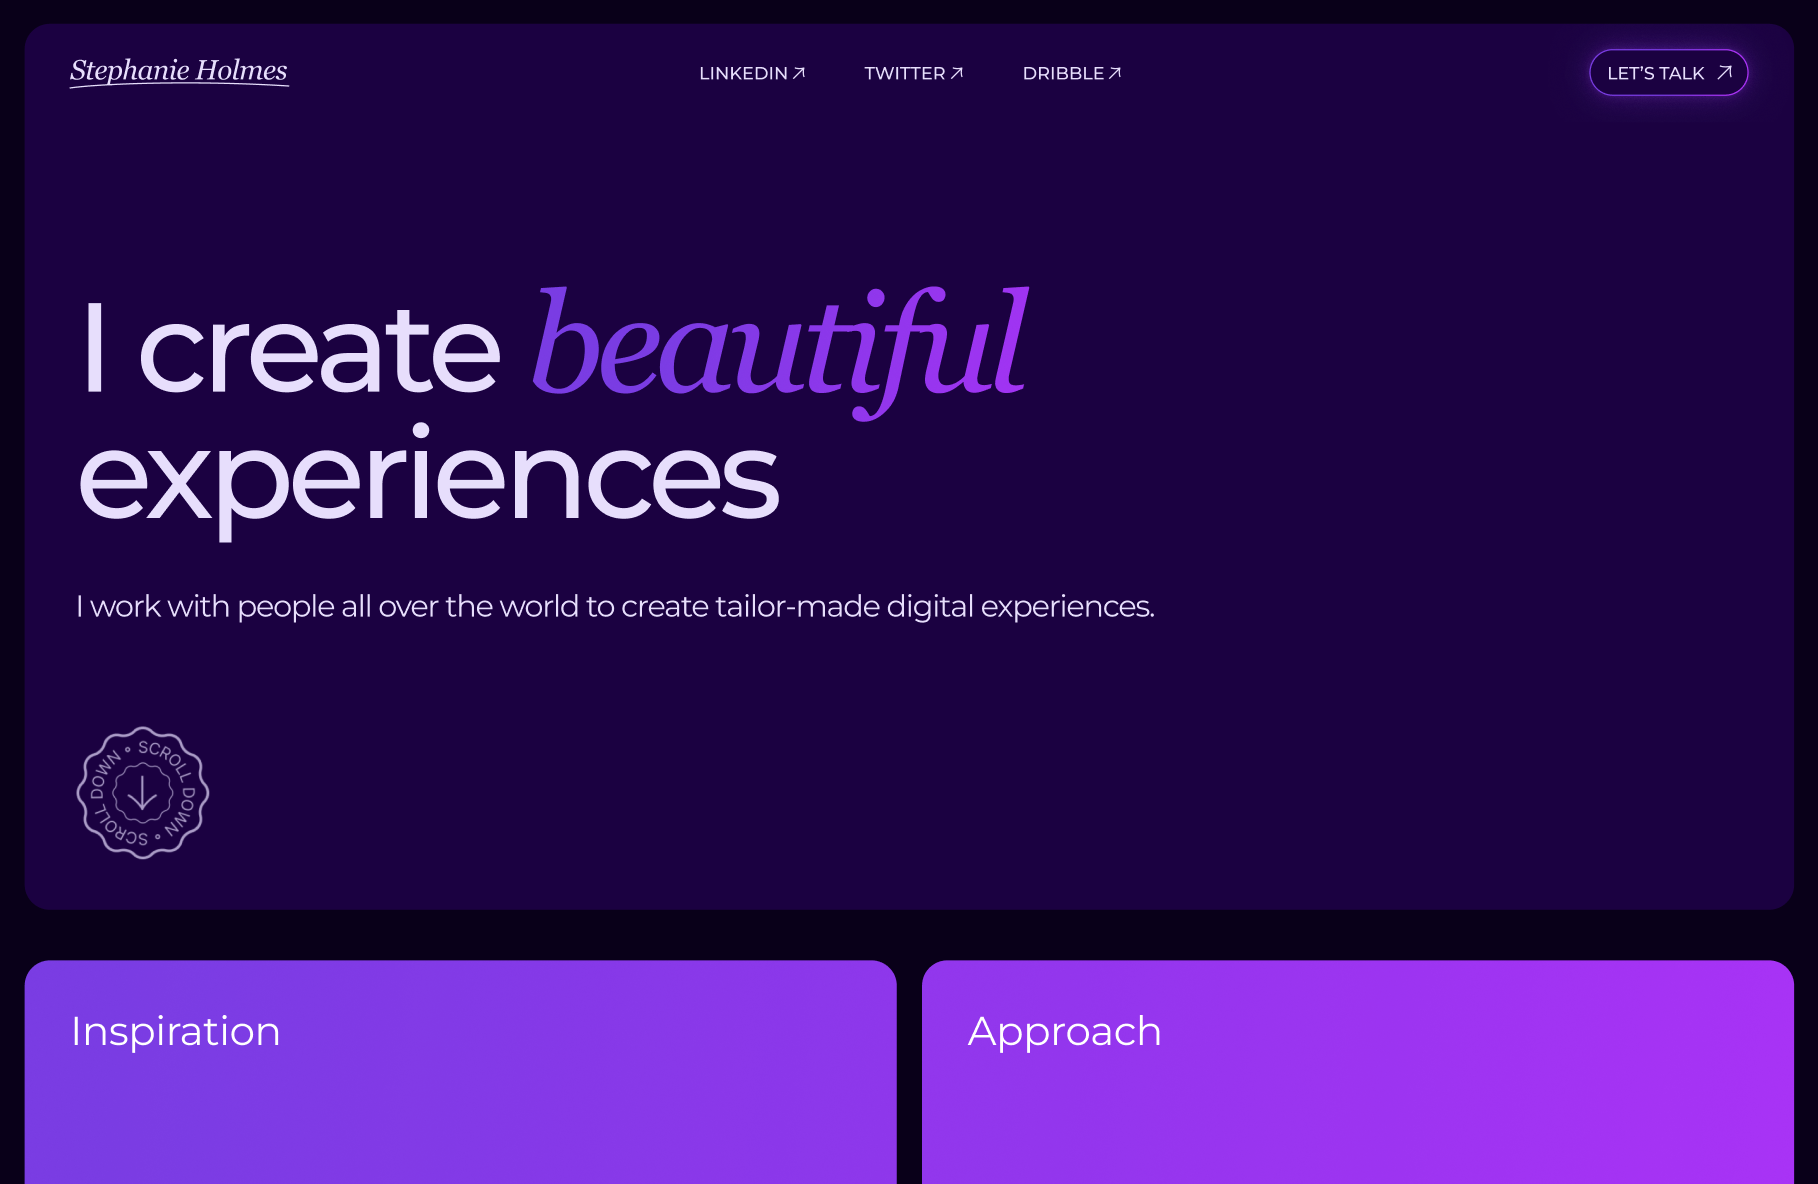 Stephanie Holmes
LINKEDIN
TWITTER
DRIBBLE
LET'S TALK
I create beautiful
experiences
I work with people all over the world to create tailor-made digital experiences.
SCROLL DOWN • SCROLL DOWN •
Inspiration
Approach